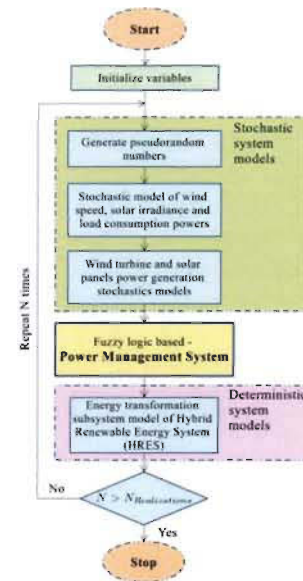 Start
Initialize variables
Stochastic
system
models
Generate pseudorandom
numbers
Stochastic model of wind
speed, solar irradiance and
load consumption powers
Wind turbine and solar
panels power generation
stochastics models
Repeat N times
Fuzzy logic based -
Power Management System
Deterministic
system
models
Energy transformation
subsystem model of Hybrid
Renewable Energy System
(HRES)
No
N > N_Realizations
Yes
Stop